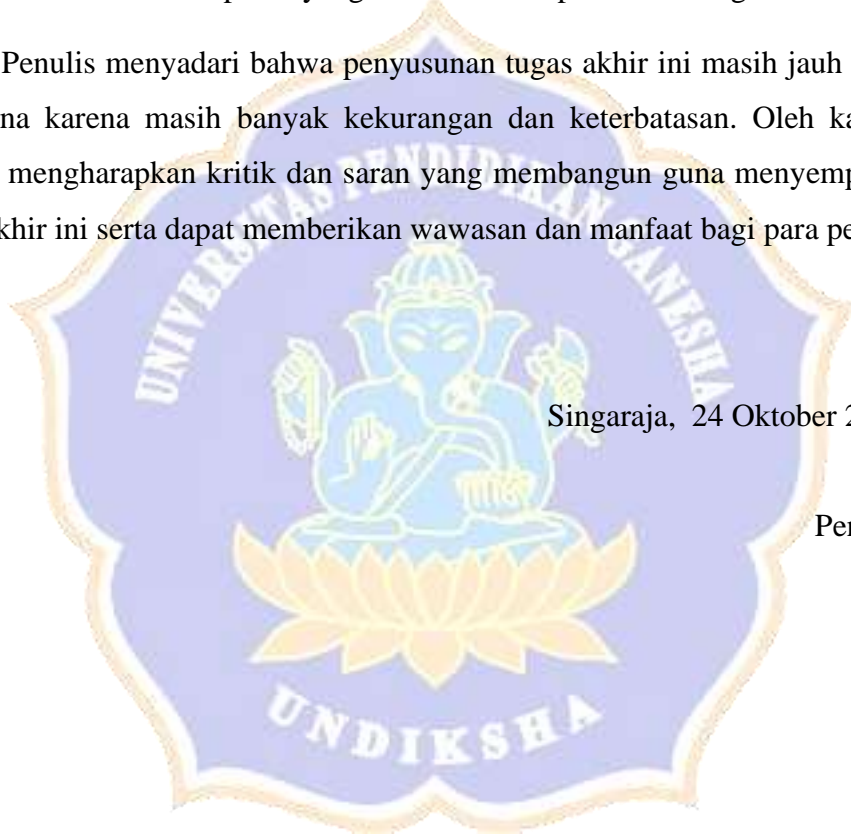 Penulis menyadari bahwa penyusunan tugas akhir ini masih jauh
na karena masih banyak kekurangan dan keterbatasan. Oleh ka
mengharapkan kritik dan saran yang membangun guna menyemp
khir ini serta dapat memberikan wawasan dan manfaat bagi para pe
UNIVERSITAS PENDIDIKAN GANESHA
Singaraja, 24 Oktober 2
Per
UNDIKSHA